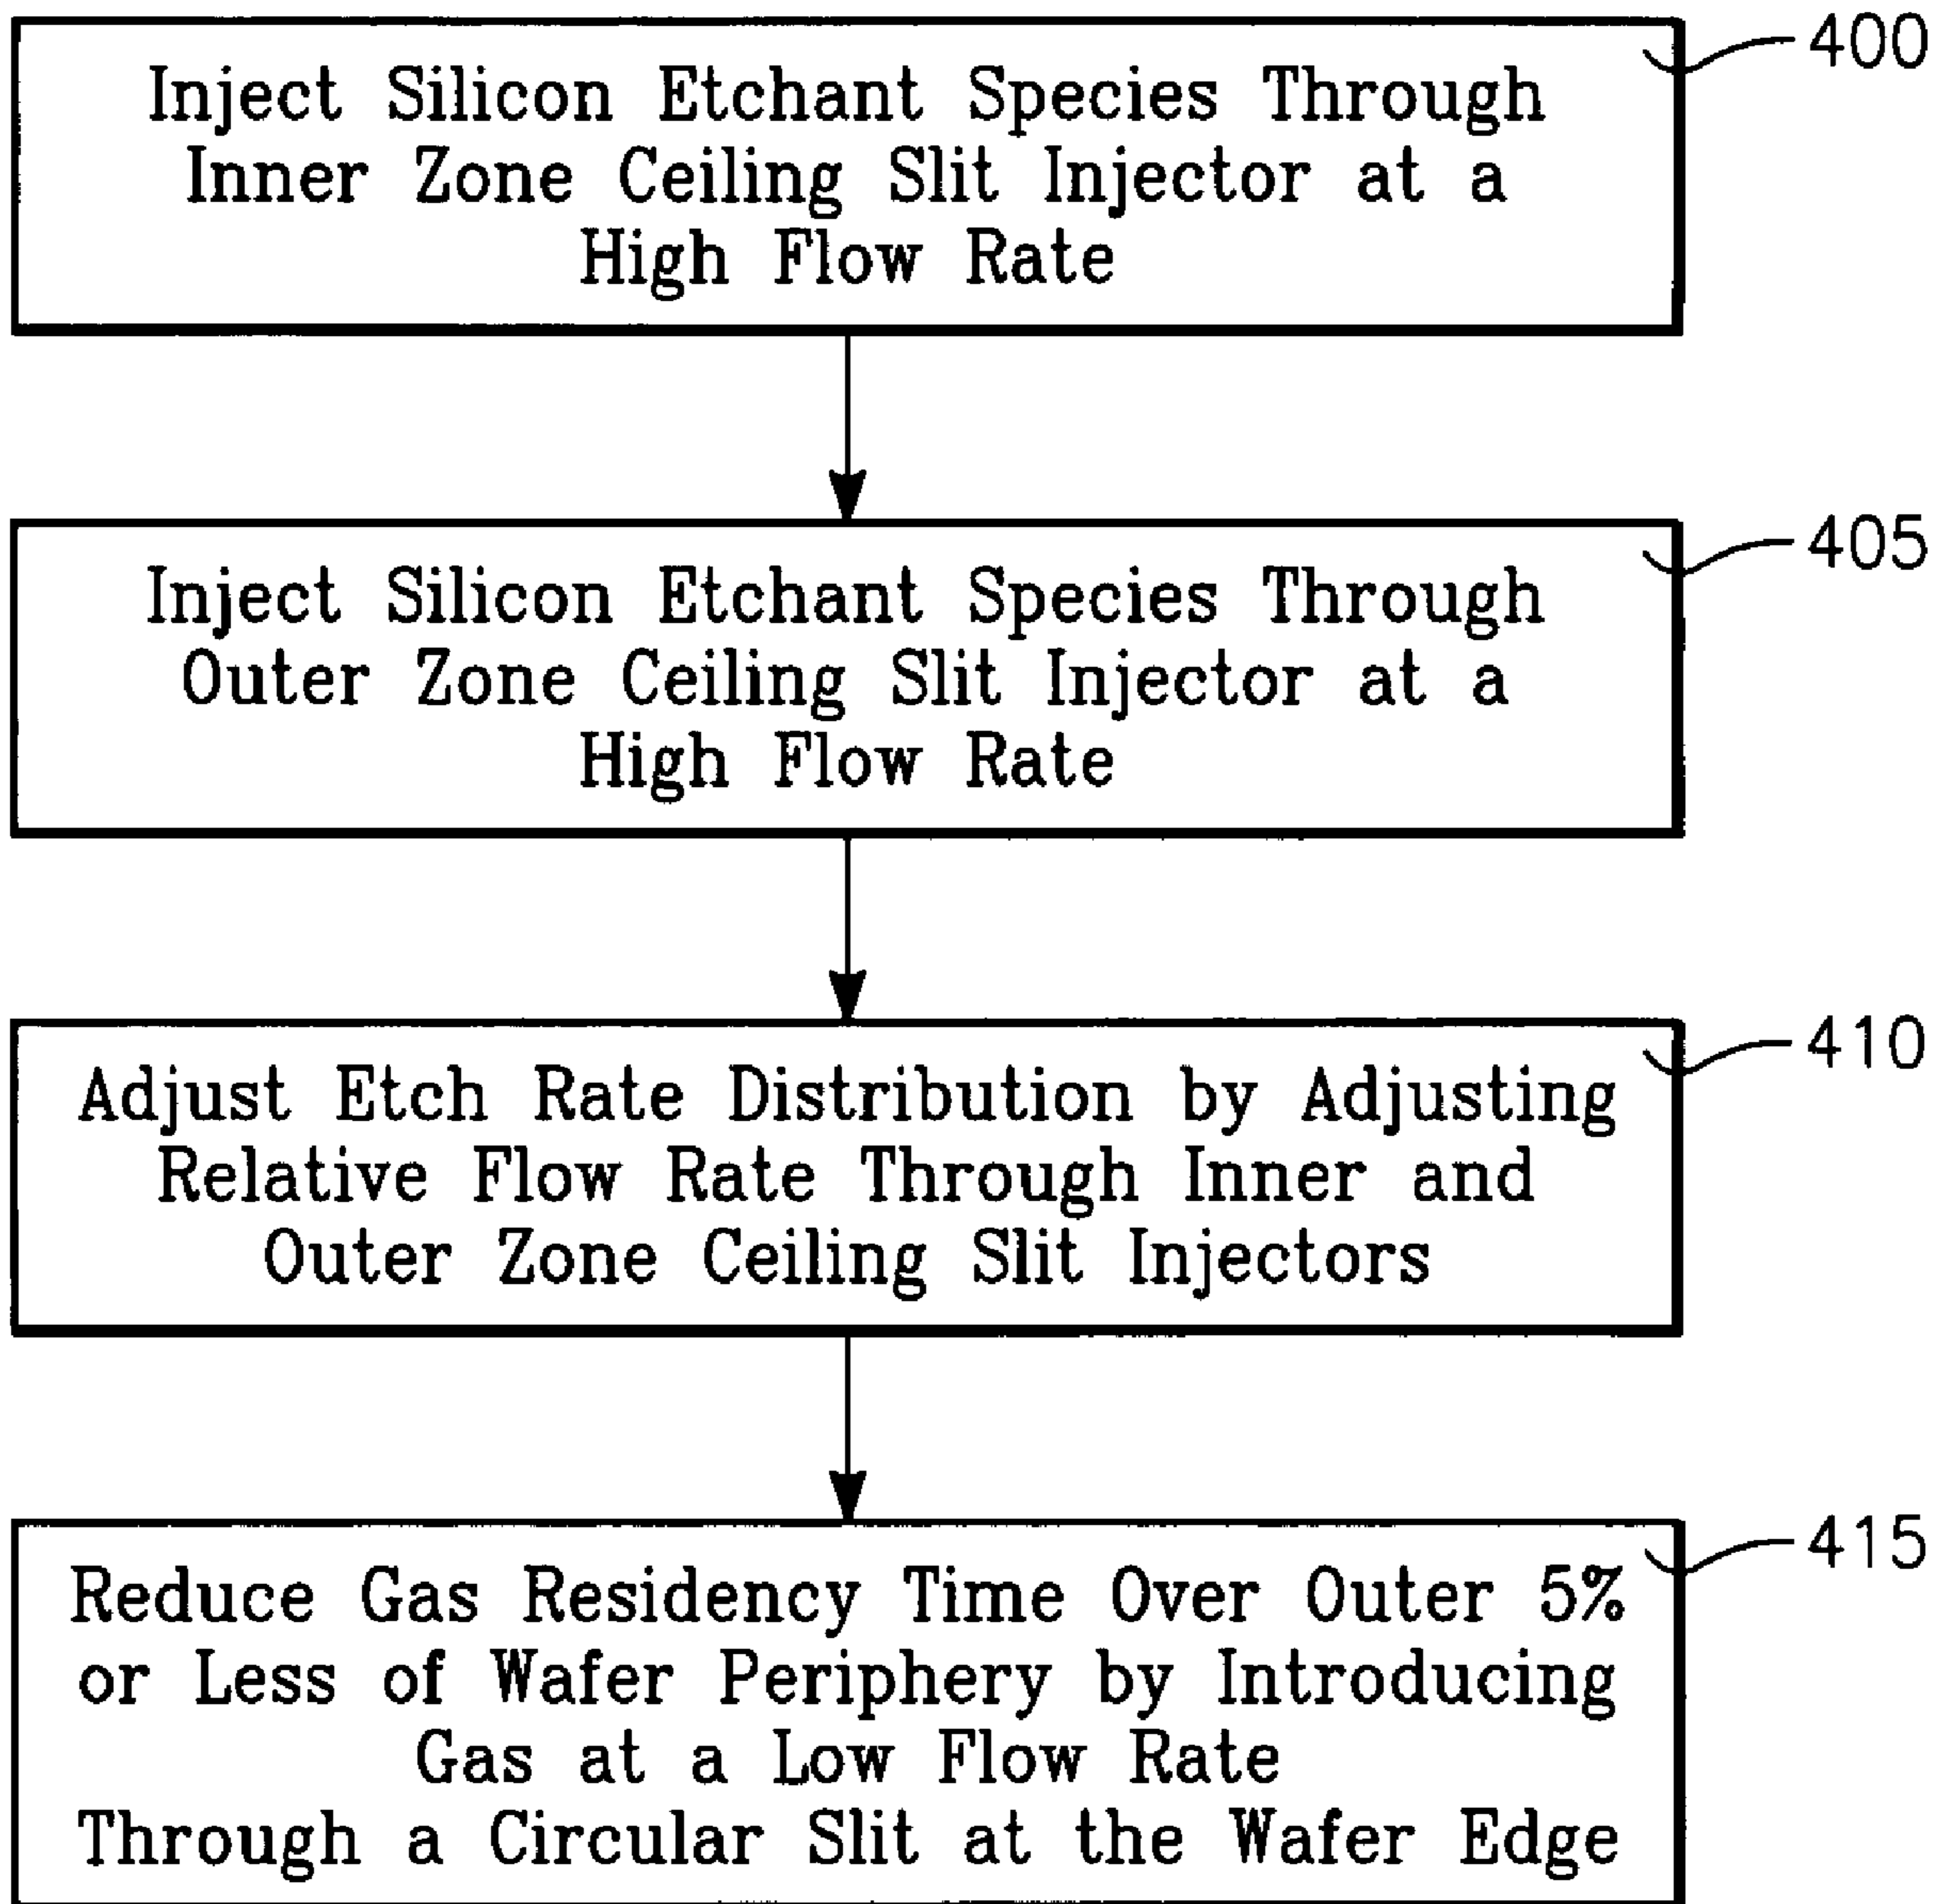 400
Inject Silicon Etchant Species Through
Inner Zone Ceiling Slit Injector at a
High Flow Rate
405
Inject Silicon Etchant Species Through
Outer Zone Ceiling Slit Injector at a
High Flow Rate
410
Adjust Etch Rate Distribution by Adjusting
Relative Flow Rate Through Inner and
Outer Zone Ceiling Slit Injectors
415
Reduce Gas Residency Time Over Outer 5%
or Less of Wafer Periphery by Introducing
Gas at a Low Flow Rate
Through a Circular Slit at the Wafer Edge